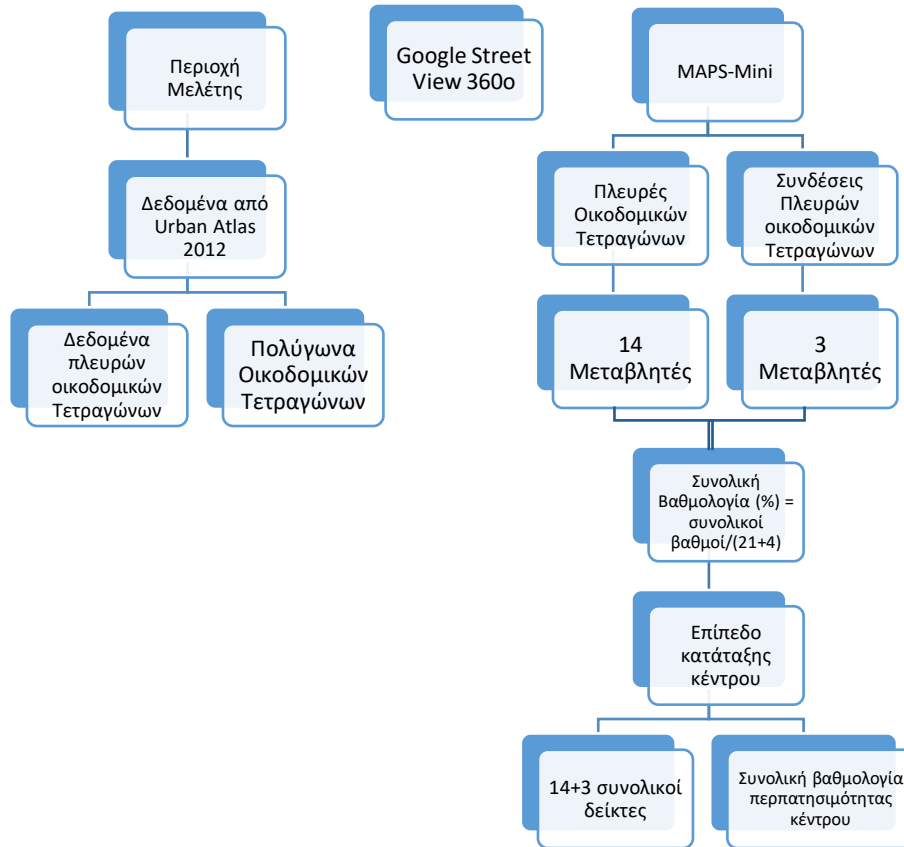 Περιοχή
Μελέτης
Δεδομένα από
Urban Atlas
2012
Δεδομένα
πλευρών
οικοδομικών
Τετραγώνων
Πολύγωνα
Οικοδομικών
Τετραγώνων
Google Street
View 360ο
MAPS-Mini
Πλευρές
Οικοδομικών
Τετραγώνων
Συνδέσεις
Πλευρών
οικοδομικών
Τετραγώνων
14
Μεταβλητές
3
Μεταβλητές
Συνολική
Βαθμολογία (%) =
συνολικοί
βαθμοί/(21+4)
Επίπεδο
κατάταξης
κέντρου
14+3 συνολικοί
δείκτες
Συνολική βαθμολογία
περπατησιμότητας
κέντρου